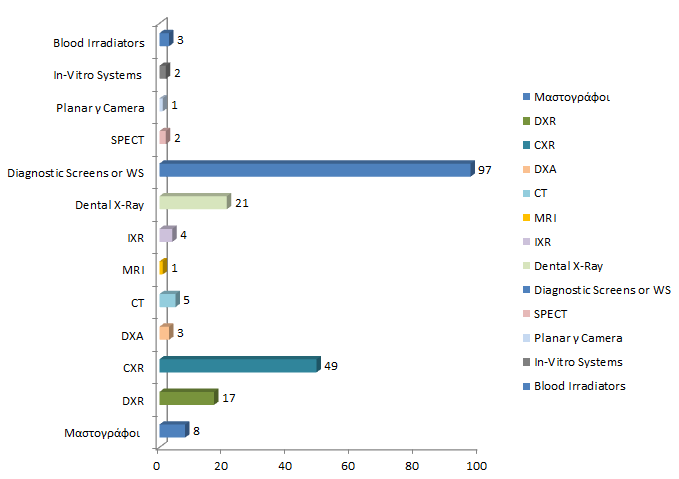 Blood Irradiators 3
In-Vitro Systems 2
Planar γ Camera 1
SPECT 2
Diagnostic Screens or WS 97
Dental X-Ray 21
IXR 4
MRI 1
CT 5
DXA 3
CXR 49
DXR 17
Μαστογράφοι 8
0 20 40 60 80 100
Μαστογράφοι
DXR
CXR
DXA
CT
MRI
IXR
Dental X-Ray
Diagnostic Screens or WS
SPECT
Planar γ Camera
In-Vitro Systems
Blood Irradiators